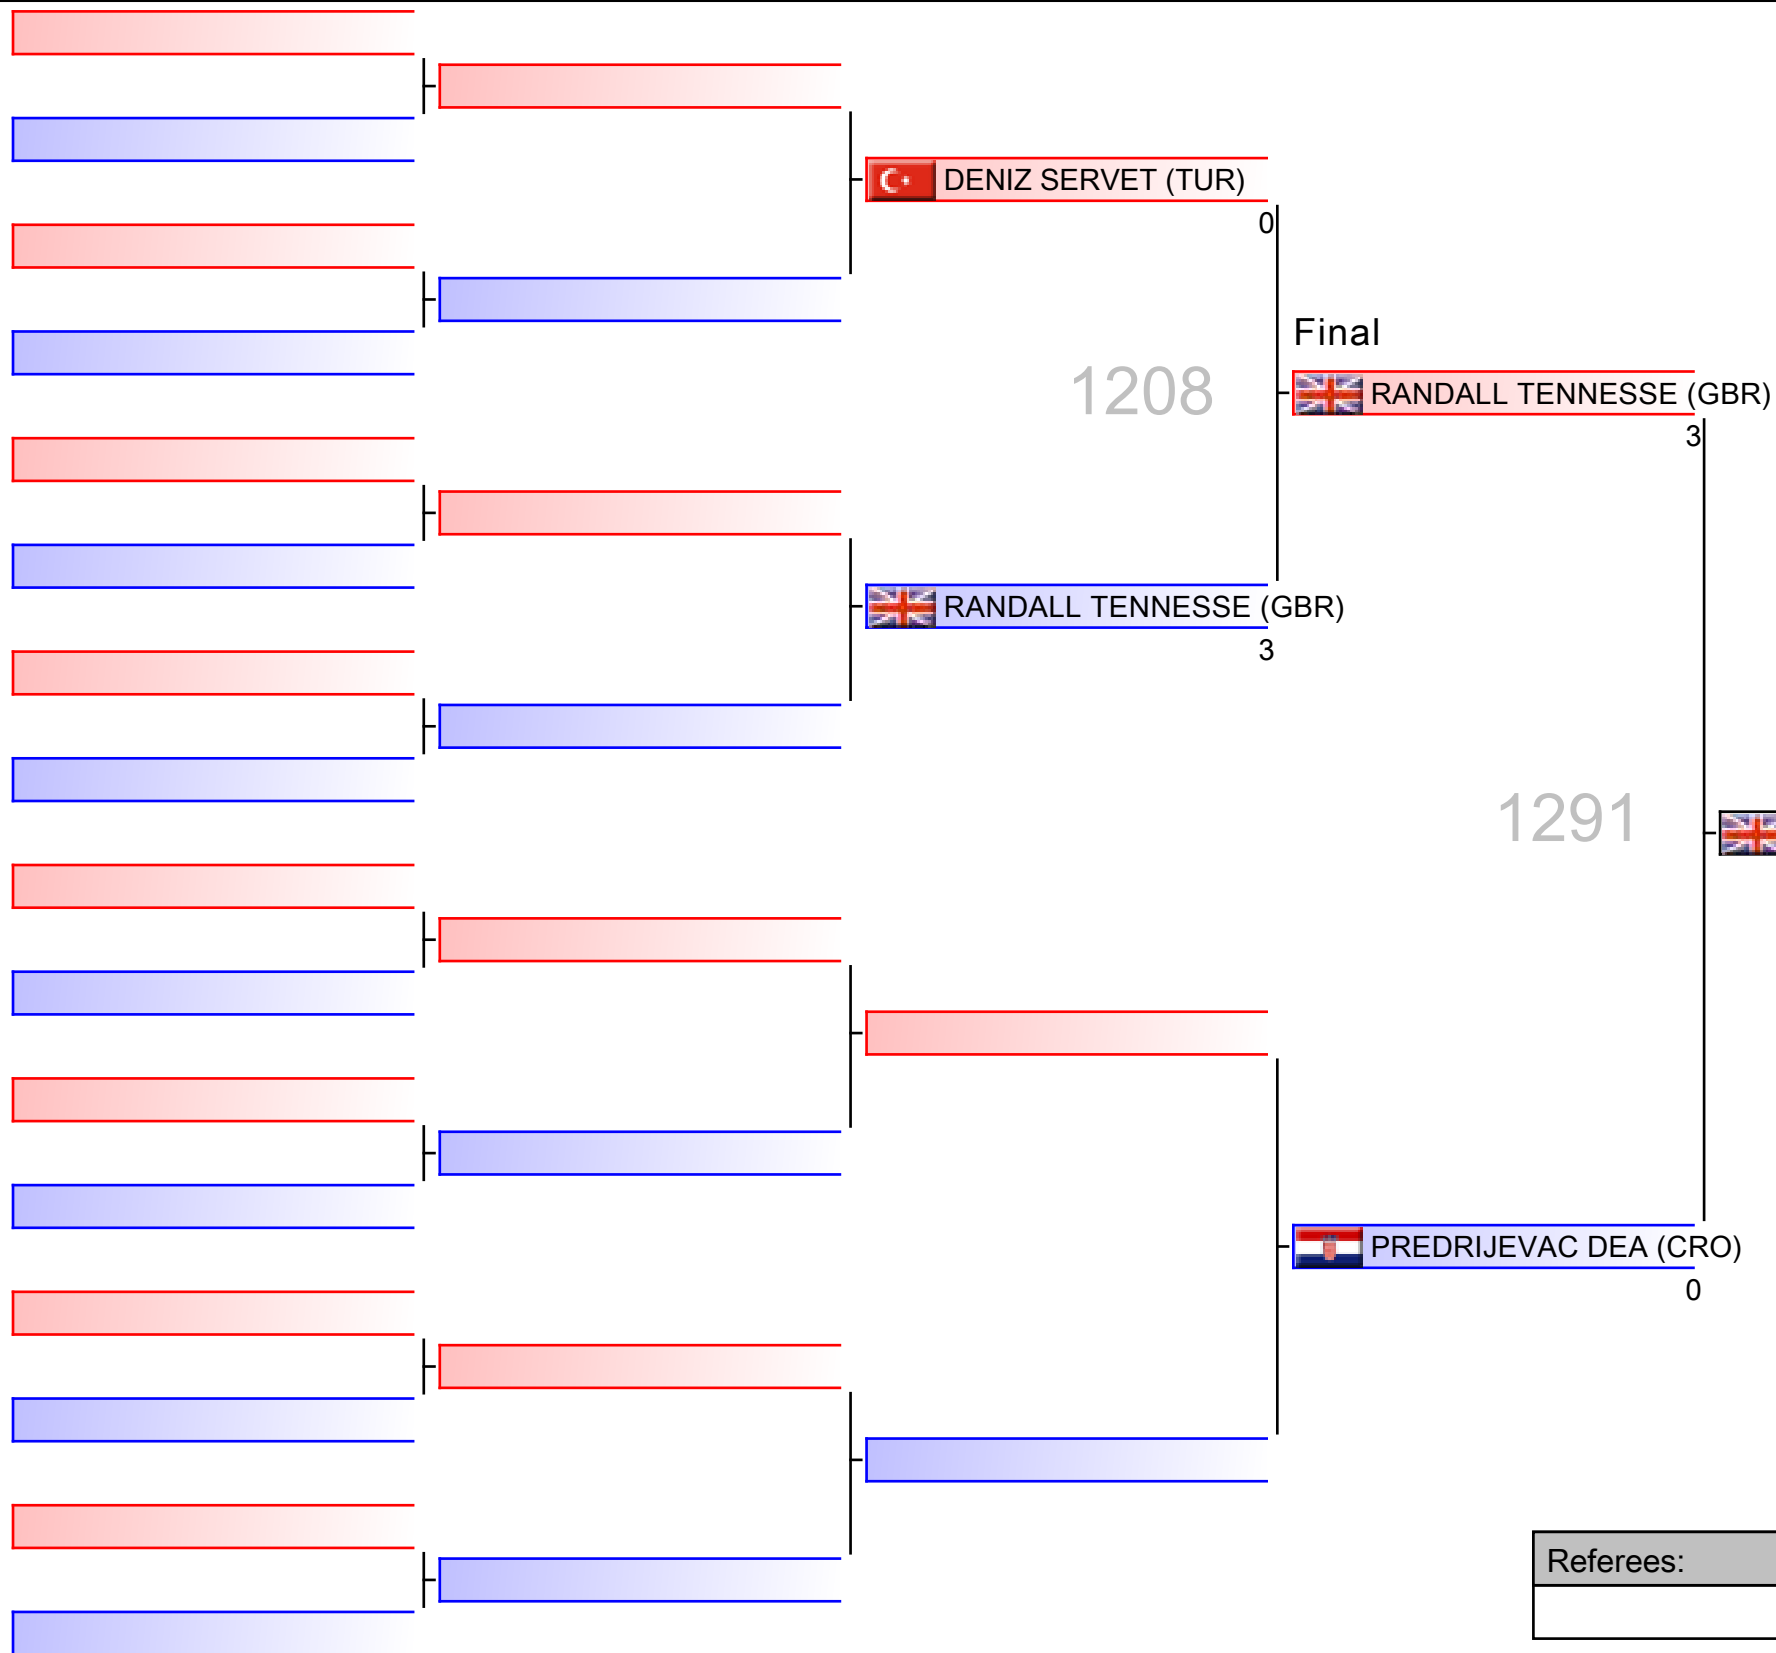 DENIZ SERVET (TUR)
0
Final
1208
RANDALL TENNESSE (GBR)
3
RANDALL TENNESSE (GBR)
3
1291
PREDRIJEVAC DEA (CRO)
0
Referees: